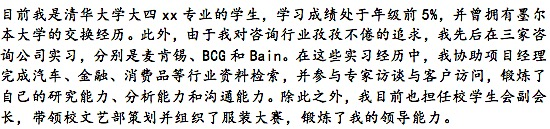 目前我是清华大学大四 xx 专业的学生，学习成绩处于年级前 5%，并曾拥有墨尔
本大学的交换经历。此外，由于我对咨询行业孜孜不倦的追求，我先后在三家咨
询公司实习，分别是麦肯锡、BCG 和 Bain。在这些实习经历中，我协助项目经理
完成汽车、金融、消费品等行业资料检索，并参与专家访谈与客户访问，锻炼了
自己的研究能力、分析能力和沟通能力。除此之外，我目前也担任校学生会副会
长，带领校文艺部策划并组织了服装大赛，锻炼了我的领导能力。